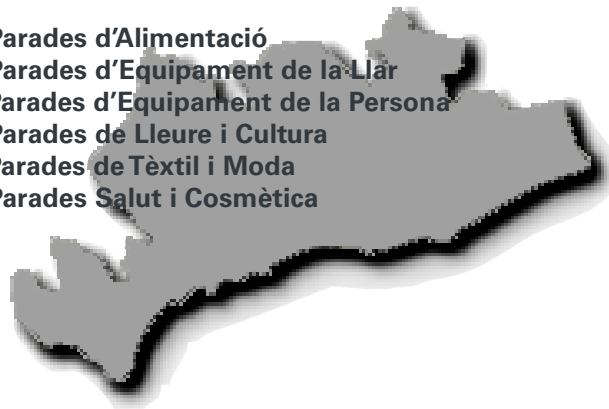 Parades d'Alimentació
Parades d'Equipament de la Llar
Parades d'Equipament de la Persona
Parades de Lleure i Cultura
Parades de Tèxtil i Moda
Parades Salut i Cosmètica